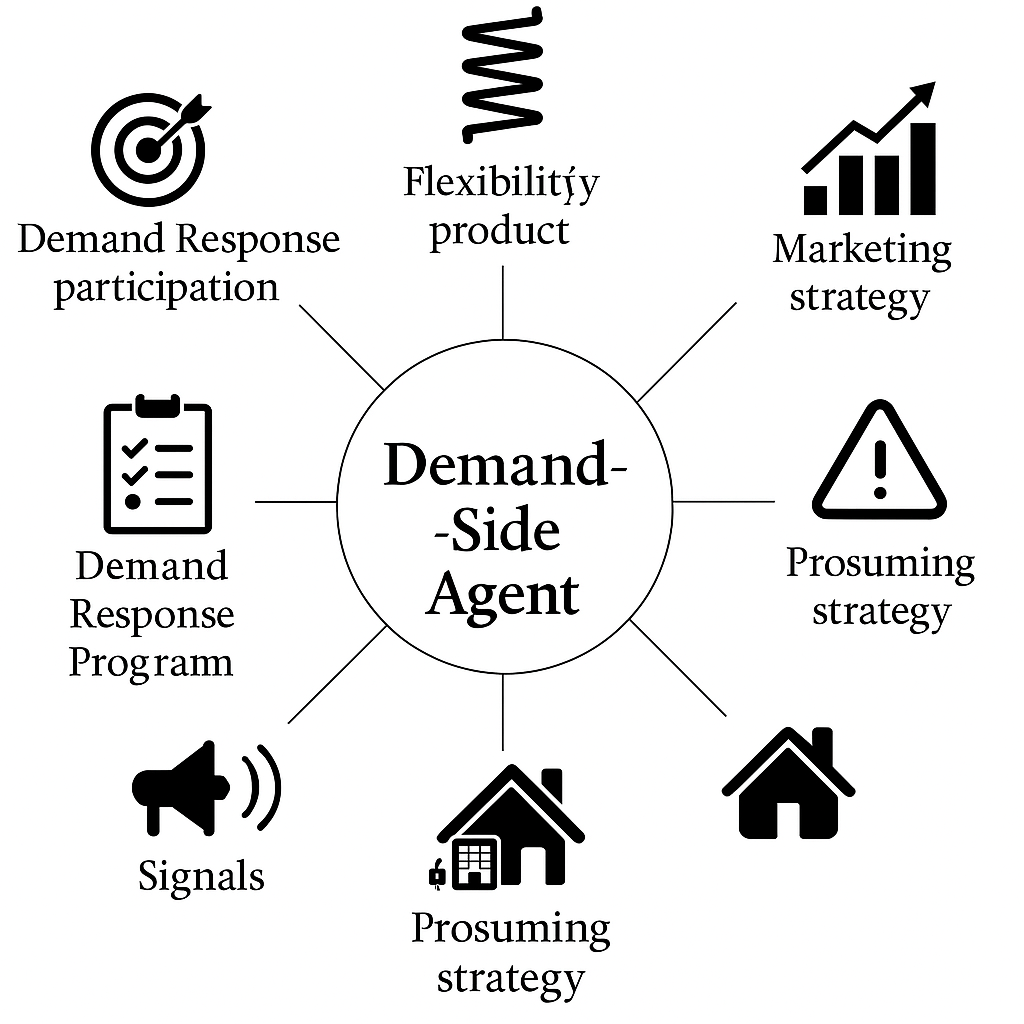 Flexibilitýy
product
Demand Response
participation
Marketing
strategy
Demand-
-Side
Agent
Demand
Response
Program
Prosuming
strategy
Signals
Prosuming
strategy